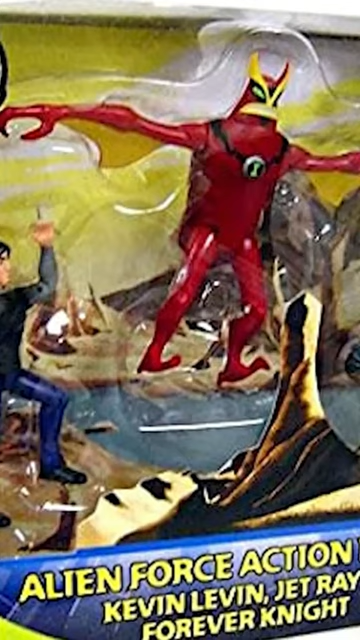 ALIEN FORCE ACTION
KEVIN LEVIN, JET RAY
FOREVER KNIGHT